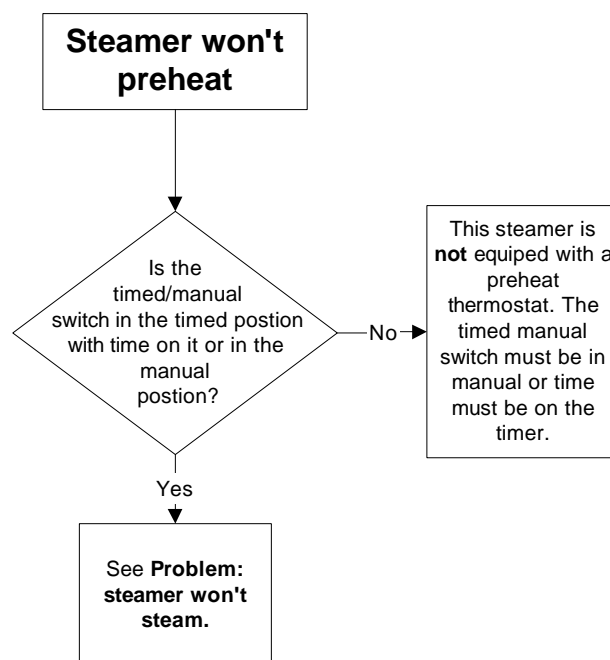 Steamer won't
preheat
Is the
timed/manual
switch in the timed postion
with time on it or in the
manual
postion?
No
This steamer is
not equiped with a
preheat
thermostat. The
timed manual
switch must be in
manual or time
must be on the
timer.
Yes
See Problem:
steamer won't
steam.